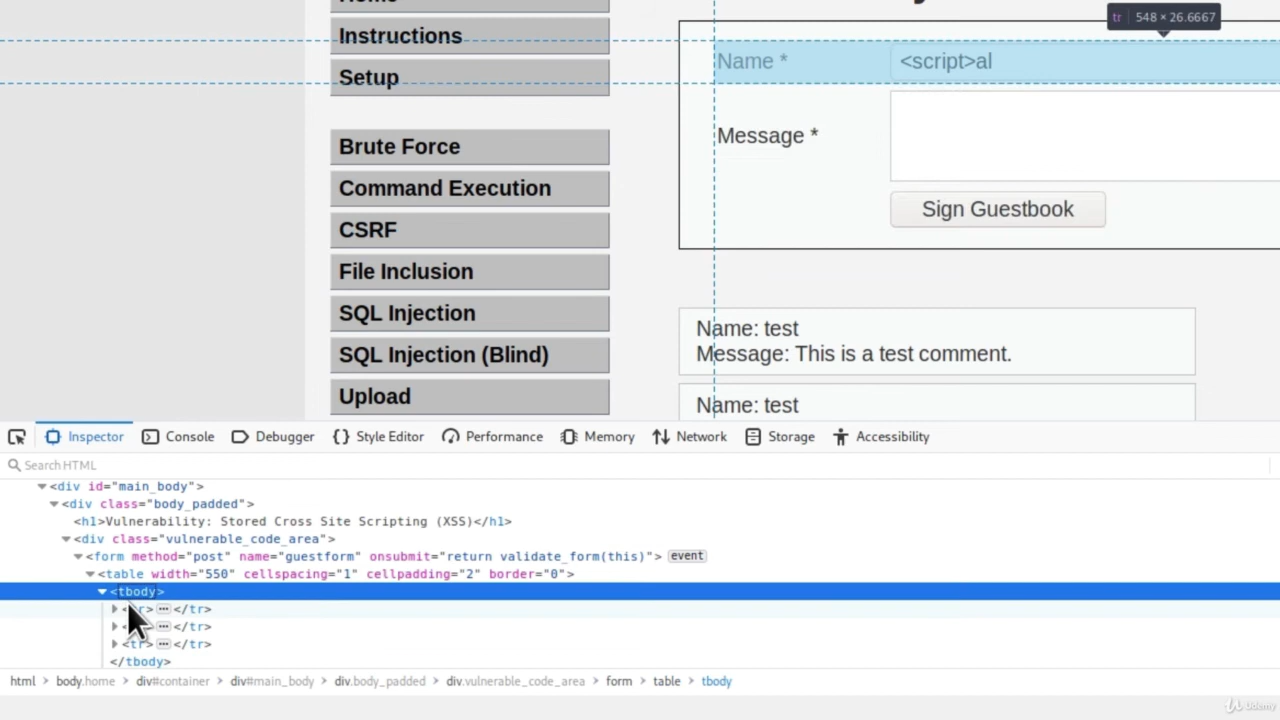 tr 548 × 26.6667
Instructions
Setup
Brute Force
Command Execution
CSRF
File Inclusion
SQL Injection
SQL Injection (Blind)
Upload
Name * <script>al
Message *
Sign Guestbook
Name: test
Message: This is a test comment.
Name: test
Inspector Console Debugger Style Editor Performance Memory Network Storage Accessibility
Search HTML
<div id="main_body">
<div class="body_padded">
<h1>Vulnerability: Stored Cross Site Scripting (XSS)</h1>
<div class="vulnerable_code_area">
<form method="post" name="guestform" onsubmit="return validate_form(this)"> event
<table width="550" cellspacing="1" cellpadding="2" border="0">
<tbody>
<tr> ••• </tr>
</tr>
<tr> ••• </tr>
</tbody>
html > body.home > div#container > div#main_body > div.body_padded > div.vulnerable_code_area > form > table > tbody
Udemy